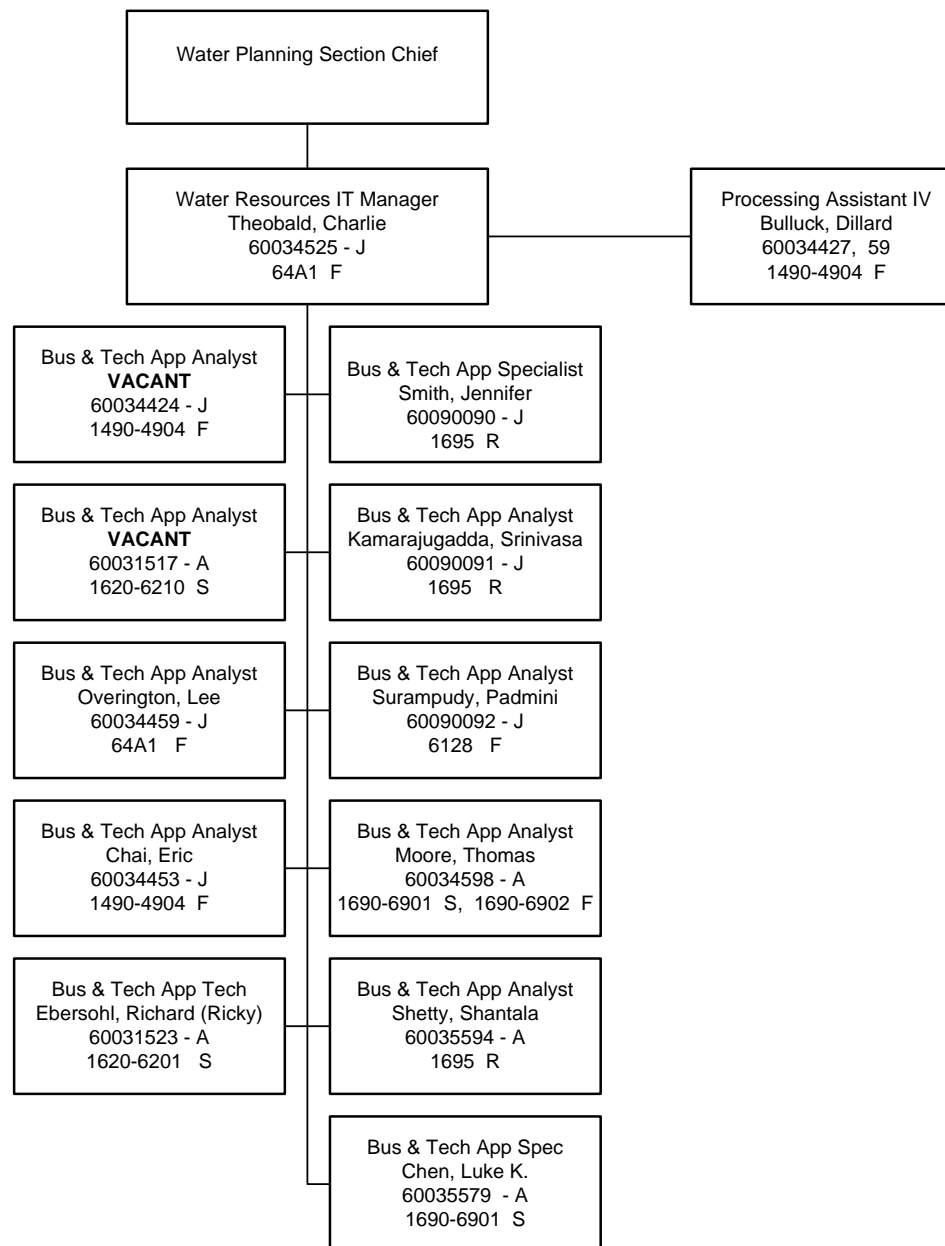 Water Planning Section Chief
Water Resources IT Manager
Theobald, Charlie
60034525 - J
64A1 F
Processing Assistant IV
Bulluck, Dillard
60034427, 59
1490-4904 F
Bus & Tech App Analyst
VACANT
60034424 - J
1490-4904 F
Bus & Tech App Specialist
Smith, Jennifer
60090090 - J
1695 R
Bus & Tech App Analyst
VACANT
60031517 - A
1620-6210 S
Bus & Tech App Analyst
Kamarajugadda, Srinivasa
60090091 - J
1695 R
Bus & Tech App Analyst
Overington, Lee
60034459 - J
64A1 F
Bus & Tech App Analyst
Surampudy, Padmini
60090092 - J
6128 F
Bus & Tech App Analyst
Chai, Eric
60034453 - J
1490-4904 F
Bus & Tech App Analyst
Moore, Thomas
60034598 - A
1690-6901 S, 1690-6902 F
Bus & Tech App Tech
Ebersohl, Richard (Ricky)
60031523 - A
1620-6201 S
Bus & Tech App Analyst
Shetty, Shantala
60035594 - A
1695 R
Bus & Tech App Spec
Chen, Luke K.
60035579 - A
1690-6901 S